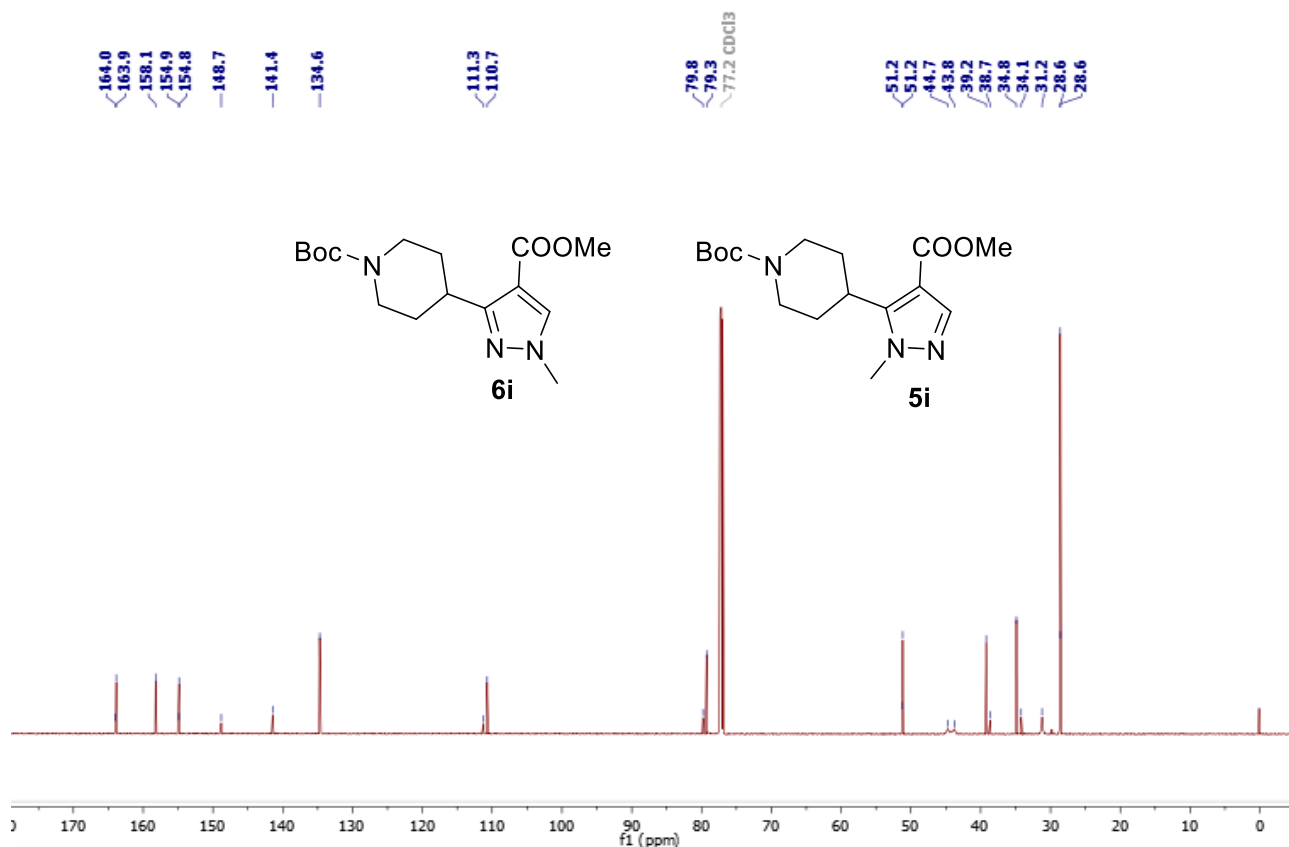 164.0
163.9
158.1
154.9
154.8
148.7
141.4
134.6
111.3
110.7
79.8
79.3
77.2 CDCl3
51.2
51.2
44.7
43.8
39.2
38.7
34.8
34.1
31.2
28.6
28.6
Boc
N
COOMe
N
N
6i
Boc
N
COOMe
N
N
5i
0 170 160 150 140 130 120 110 100 90 80 70 60 50 40 30 20 10 0
f1 (ppm)